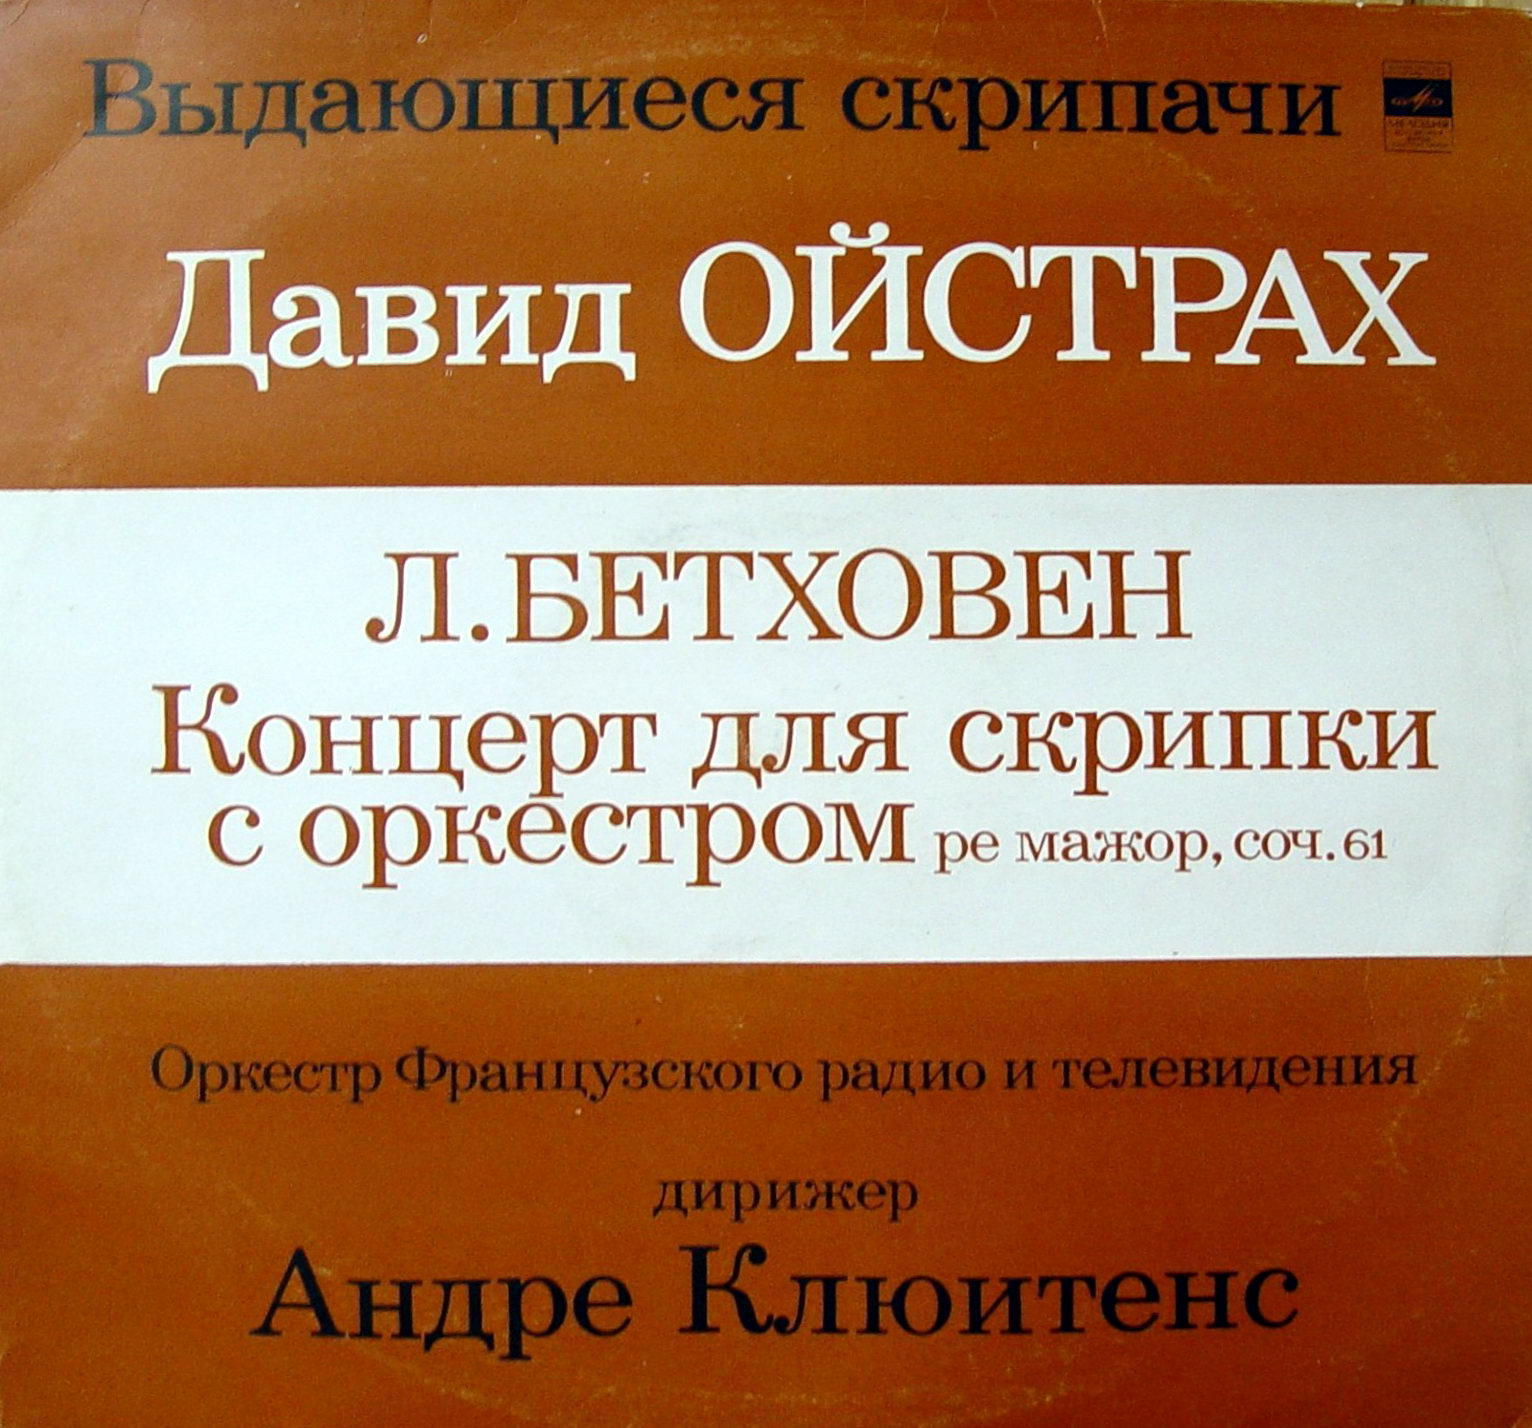 Выдающиеся скрипачи
Давид ОЙСТРАХ
Л. БЕТХОВЕН
Концерт для скрипки
с оркестром ре мажор, соч. 61
Оркестр Французского радио и телевидения
дирижер
Андре Клюитенс